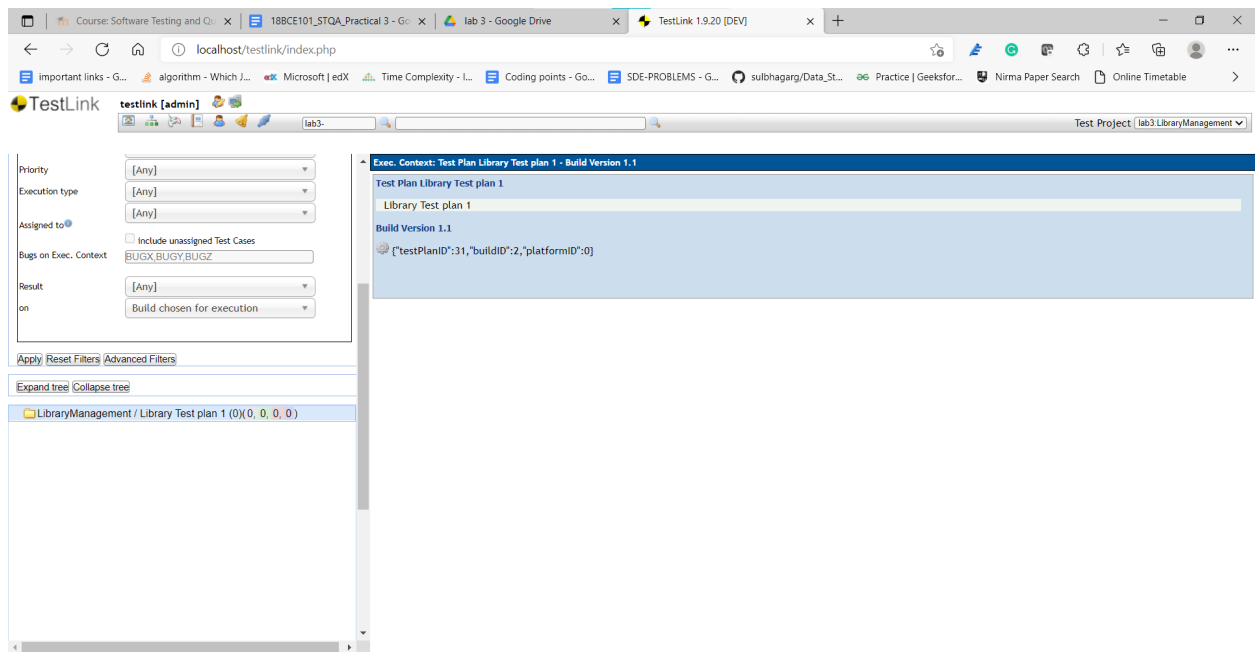 Course: Software Testing and Qu
18BCE101_STQA_Practical 3 - Go
lab 3 - Google Drive
TestLink 1.9.20 [DEV]
localhost/testlink/index.php
important links - G...
algorithm - Which J...
Microsoft | edX
Time Complexity - I...
Coding points - Go...
SDE-PROBLEMS - G...
sulbhagarg/Data_St...
Practice | Geeksfor...
Nirma Paper Search
Online Timetable
TestLink
testlink [admin]
lab3-
Test Project lab3:LibraryManagement
Priority [Any]
Execution type [Any]
[Any]
Assigned to
Include unassigned Test Cases
Bugs on Exec. Context BUGX,BUGY,BUGZ
Result [Any]
on Build chosen for execution
Apply Reset Filters Advanced Filters
Expand tree Collapse tree
LibraryManagement / Library Test plan 1 (0)( 0, 0, 0, 0 )
Exec. Context: Test Plan Library Test plan 1 - Build Version 1.1
Test Plan Library Test plan 1
Library Test plan 1
Build Version 1.1
{"testPlanID":31,"buildID":2,"platformID":0}